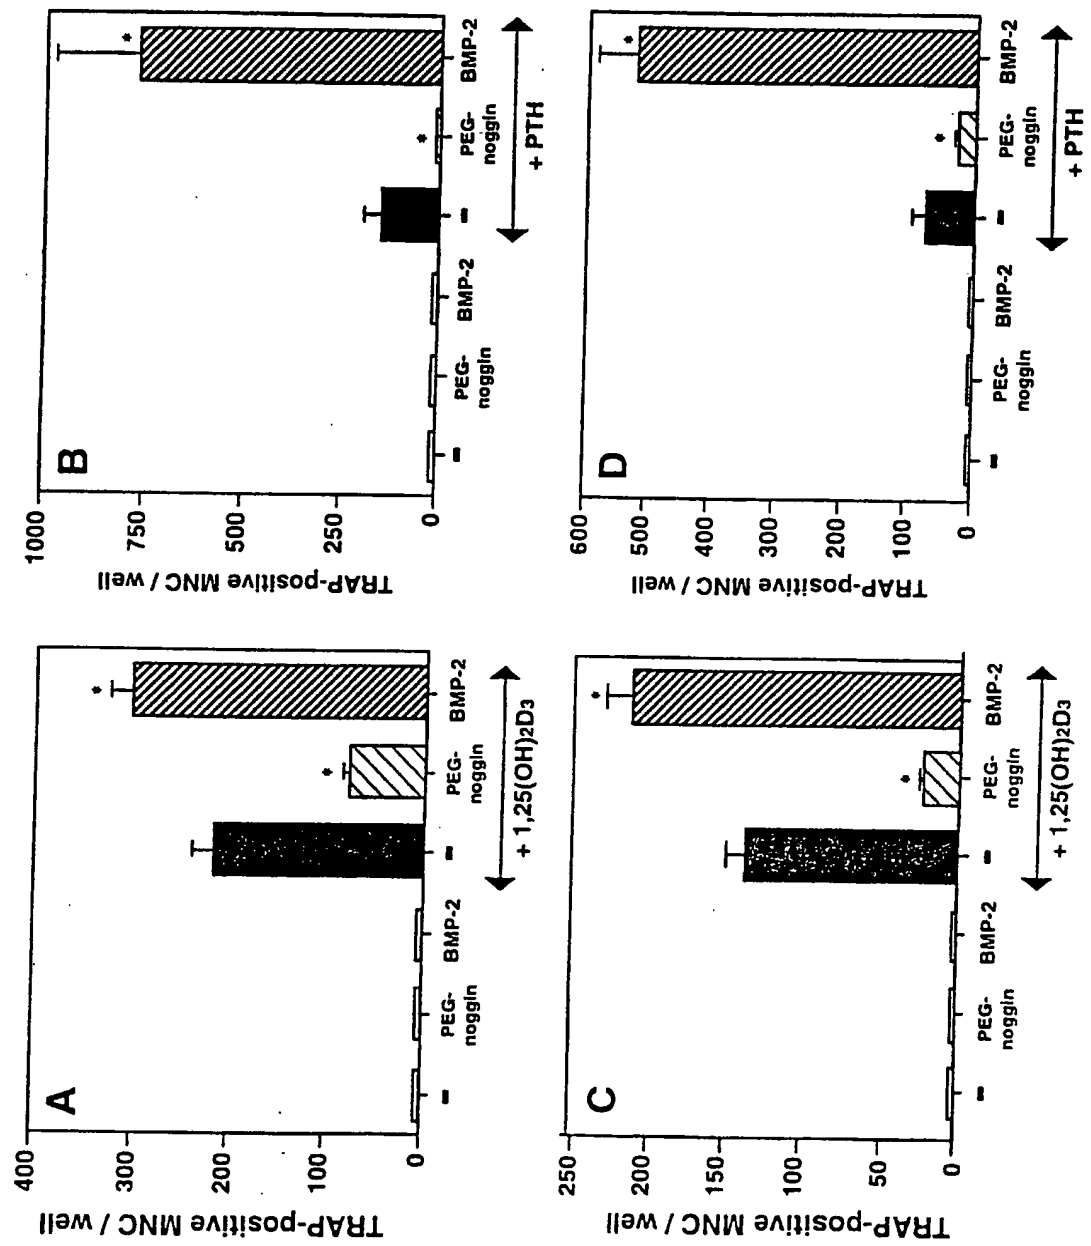 A
TRAP-positive MNC / well
400
300
200
100
0
– PEG- BMP-2 – PEG- BMP-2
noggin noggin
+ 1,25(OH)2D3
*
*
B
TRAP-positive MNC / well
1000
750
500
250
0
– PEG- BMP-2 – PEG- BMP-2
noggin noggin
+ PTH
*
*
C
TRAP-positive MNC / well
250
200
150
100
50
0
– PEG- BMP-2 – PEG- BMP-2
noggin noggin
+ 1,25(OH)2D3
*
*
D
TRAP-positive MNC / well
600
500
400
300
200
100
0
– PEG- BMP-2 – PEG- BMP-2
noggin noggin
+ PTH
*
*